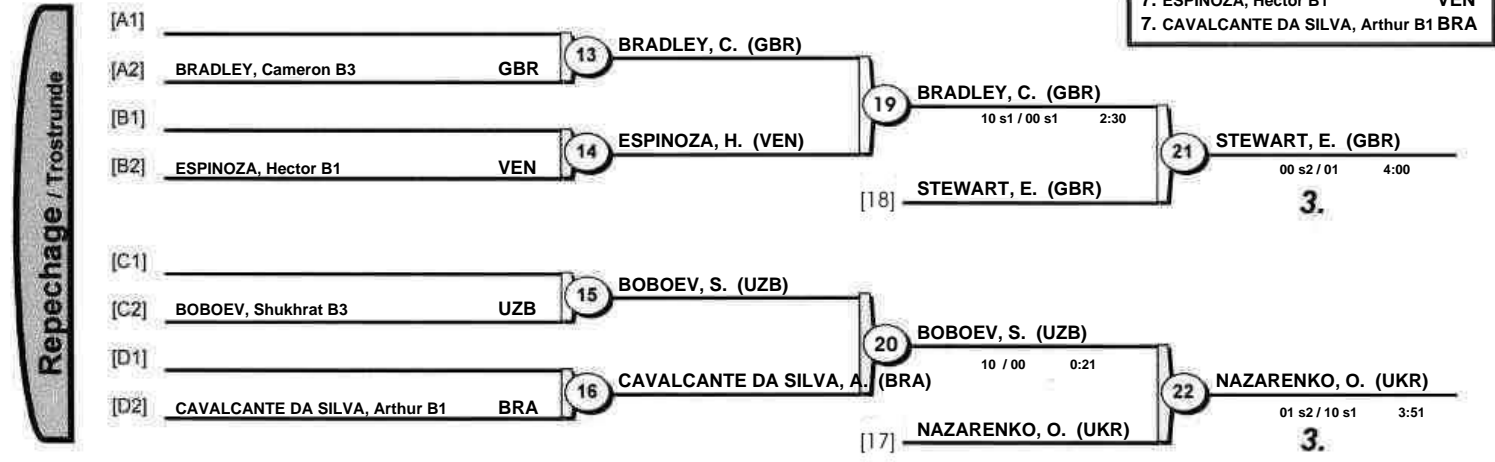 7. ESPINOZA, Hector B1 VEN
7. CAVALCANTE DA SILVA, Arthur B1 BRA
Repechage / Trostrunde
[A1]
[A2] BRADLEY, Cameron B3 GBR
13 BRADLEY, C. (GBR)
[B1]
[B2] ESPINOZA, Hector B1 VEN
14 ESPINOZA, H. (VEN)
19 BRADLEY, C. (GBR)
10 s1 / 00 s1 2:30
[18] STEWART, E. (GBR)
21 STEWART, E. (GBR)
00 s2 / 01 4:00
3.
[C1]
[C2] BOBOEV, Shukhrat B3 UZB
15 BOBOEV, S. (UZB)
[D1]
[D2] CAVALCANTE DA SILVA, Arthur B1 BRA
16 CAVALCANTE DA SILVA, A. (BRA)
20 BOBOEV, S. (UZB)
10 / 00 0:21
[17] NAZARENKO, O. (UKR)
22 NAZARENKO, O. (UKR)
01 s2 / 10 s1 3:51
3.